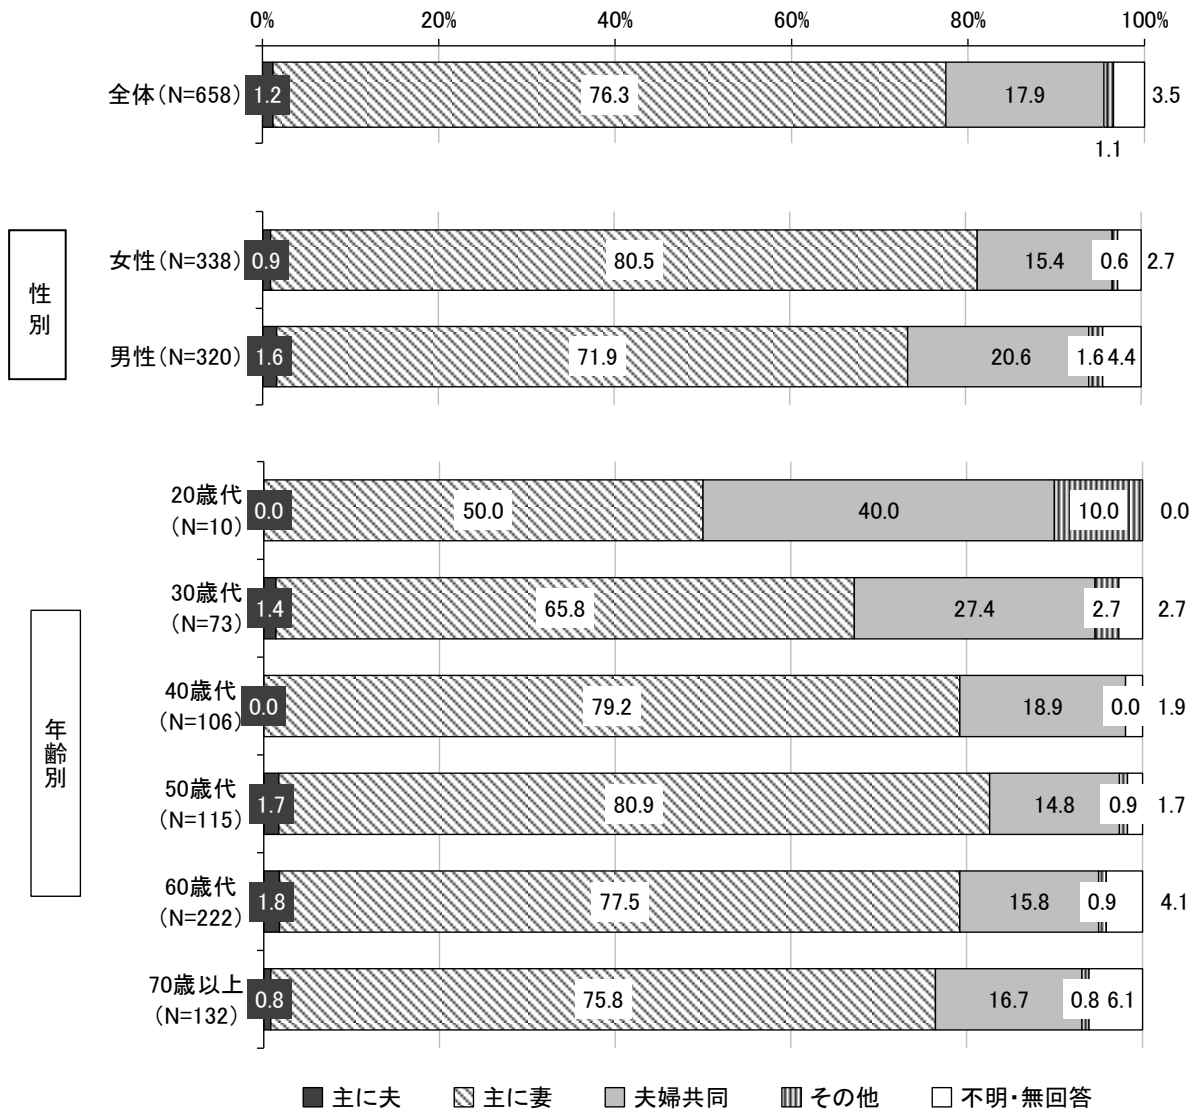 0% 20% 40% 60% 80% 100%
全体(N=658) 1.2 76.3 17.9 3.5
1.1
性別
女性(N=338) 0.9 80.5 15.4 0.6 2.7
男性(N=320) 1.6 71.9 20.6 1.6 4.4
年齢別
20歳代
(N=10) 0.0 50.0 40.0 10.0 0.0
30歳代
(N=73) 1.4 65.8 27.4 2.7 2.7
40歳代
(N=106) 0.0 79.2 18.9 0.0 1.9
50歳代
(N=115) 1.7 80.9 14.8 0.9 1.7
60歳代
(N=222) 1.8 77.5 15.8 0.9 4.1
70歳以上
(N=132) 0.8 75.8 16.7 0.8 6.1
主に夫 主に妻 夫婦共同 その他 不明・無回答